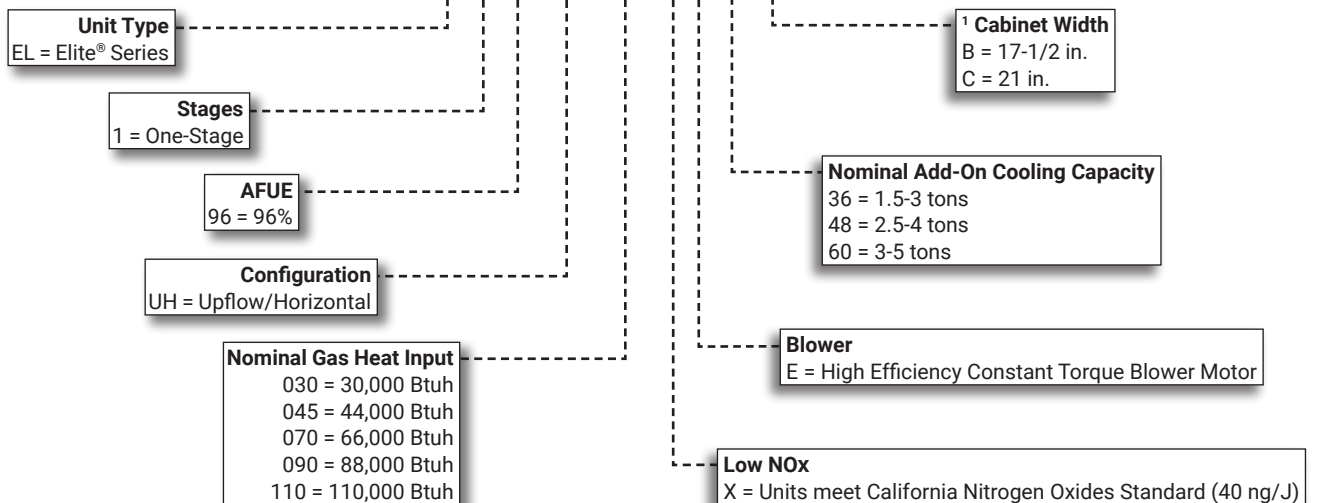 Unit Type
EL = Elite® Series
Stages
1 = One-Stage
AFUE
96 = 96%
Configuration
UH = Upflow/Horizontal
Nominal Gas Heat Input
030 = 30,000 Btuh
045 = 44,000 Btuh
070 = 66,000 Btuh
090 = 88,000 Btuh
110 = 110,000 Btuh
¹ Cabinet Width
B = 17-1/2 in.
C = 21 in.
Nominal Add-On Cooling Capacity
36 = 1.5-3 tons
48 = 2.5-4 tons
60 = 3-5 tons
Blower
E = High Efficiency Constant Torque Blower Motor
Low NOx
X = Units meet California Nitrogen Oxides Standard (40 ng/J)